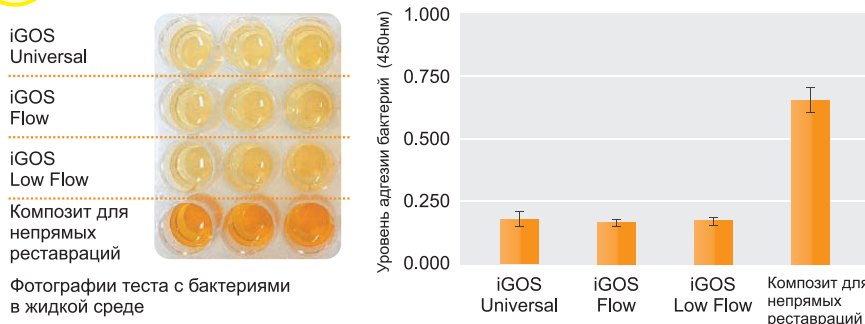 iGOS
Universal
iGOS
Flow
iGOS
Low Flow
Композит для
непрямых
реставраций
Фотографии теста с бактериями
в жидкой среде
Уровень адгезии бактерий (450нм)
1.000
0.750
0.500
0.250
0.000
iGOS
Universal
iGOS
Flow
iGOS
Low Flow
Композит для
непрямых
реставраций